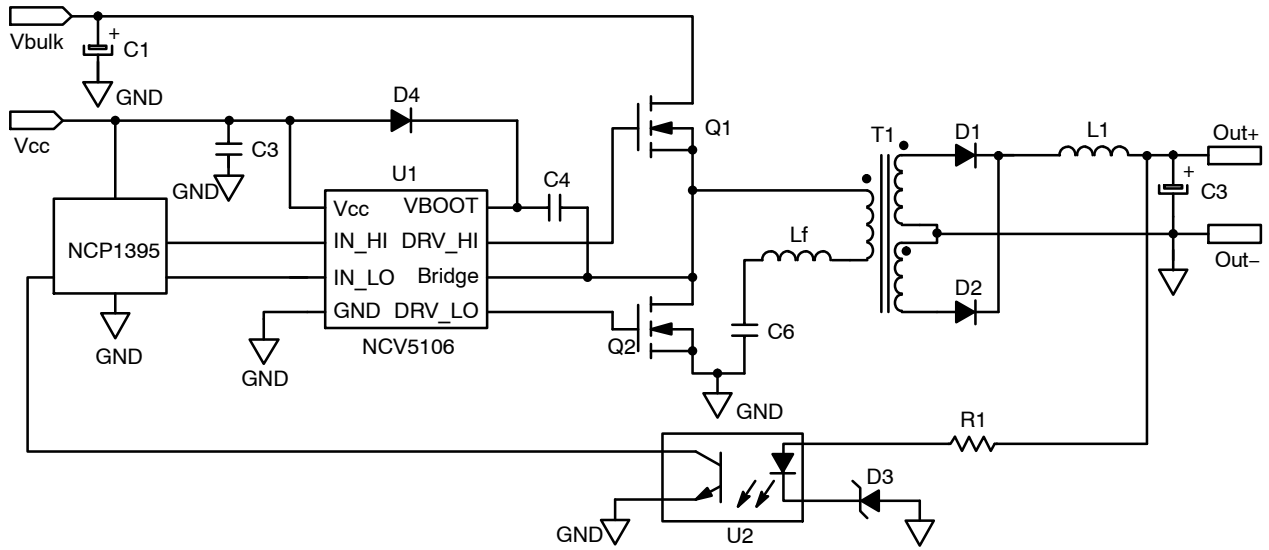 Vbulk
+
C1
GND
Vcc
D4
C3
GND
U1
C4
Q1
T1
D1
L1
Out+
+
C3
Out–
NCP1395
Vcc
VBOOT
IN_HI
DRV_HI
IN_LO
Bridge
GND
DRV_LO
NCV5106
GND
GND
Lf
D2
Q2
C6
GND
R1
D3
GND
U2